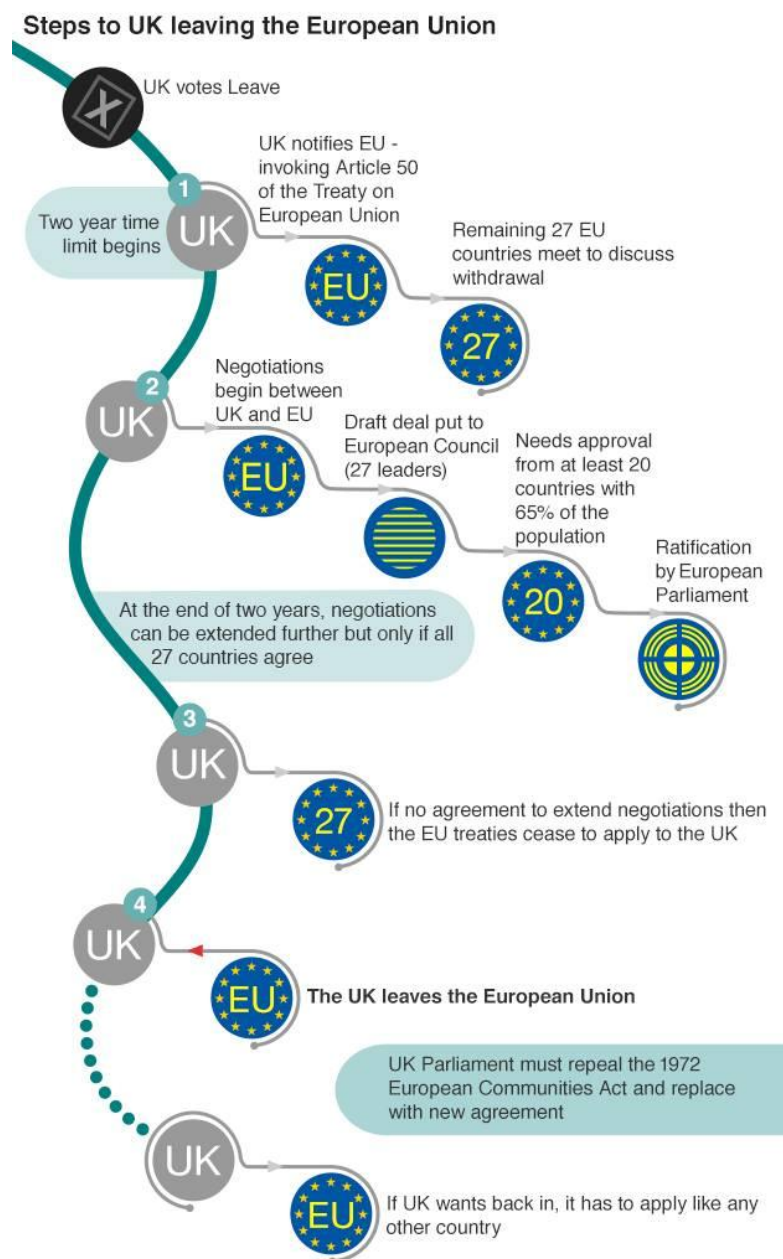 Steps to UK leaving the European Union
UK votes Leave
1
UK
Two year time
limit begins
UK notifies EU -
invoking Article 50
of the Treaty on
European Union
EU
Remaining 27 EU
countries meet to discuss
withdrawal
27
2
UK
Negotiations
begin between
UK and EU
EU
Draft deal put to
European Council
(27 leaders)
Needs approval
from at least 20
countries with
65% of the
population
20
Ratification
by European
Parliament
At the end of two years, negotiations
can be extended further but only if all
27 countries agree
3
UK
27
If no agreement to extend negotiations then
the EU treaties cease to apply to the UK
4
UK
EU
The UK leaves the European Union
UK Parliament must repeal the 1972
European Communities Act and replace
with new agreement
UK
EU
If UK wants back in, it has to apply like any
other country